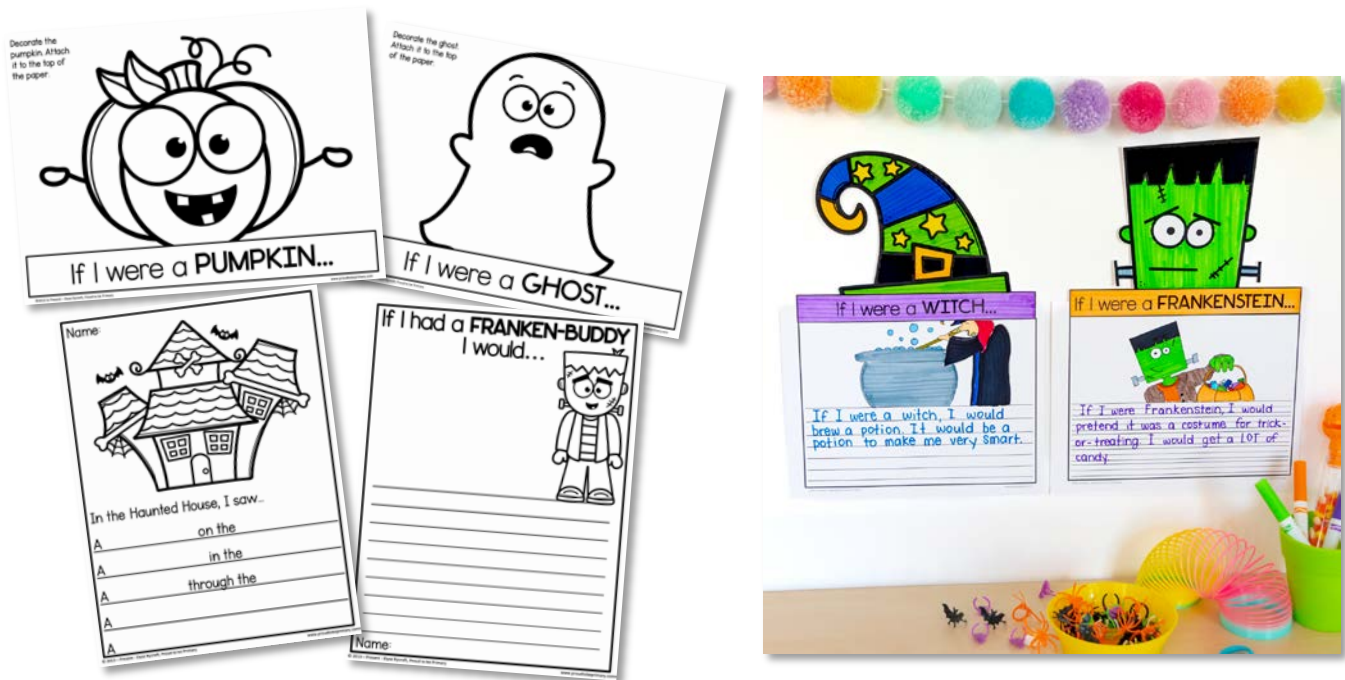 Decorate the
pumpkin. Attach
it to the top of
the paper.
If I were a PUMPKIN...
Decorate the ghost.
Attach it to the top
of the paper.
If I were a GHOST...
Name:
In the Haunted House, I saw...
A on the
A in the
A through the
A
A
If I had a FRANKEN-BUDDY
I would...
Name:
If I were a WITCH...
If I were a witch, I would
brew a potion. It would be a
potion to make me very smart.
If I were a FRANKENSTEIN...
If I were Frankenstein, I would
pretend it was a costume for trick-
or-treating. I would get a LOT of
candy.